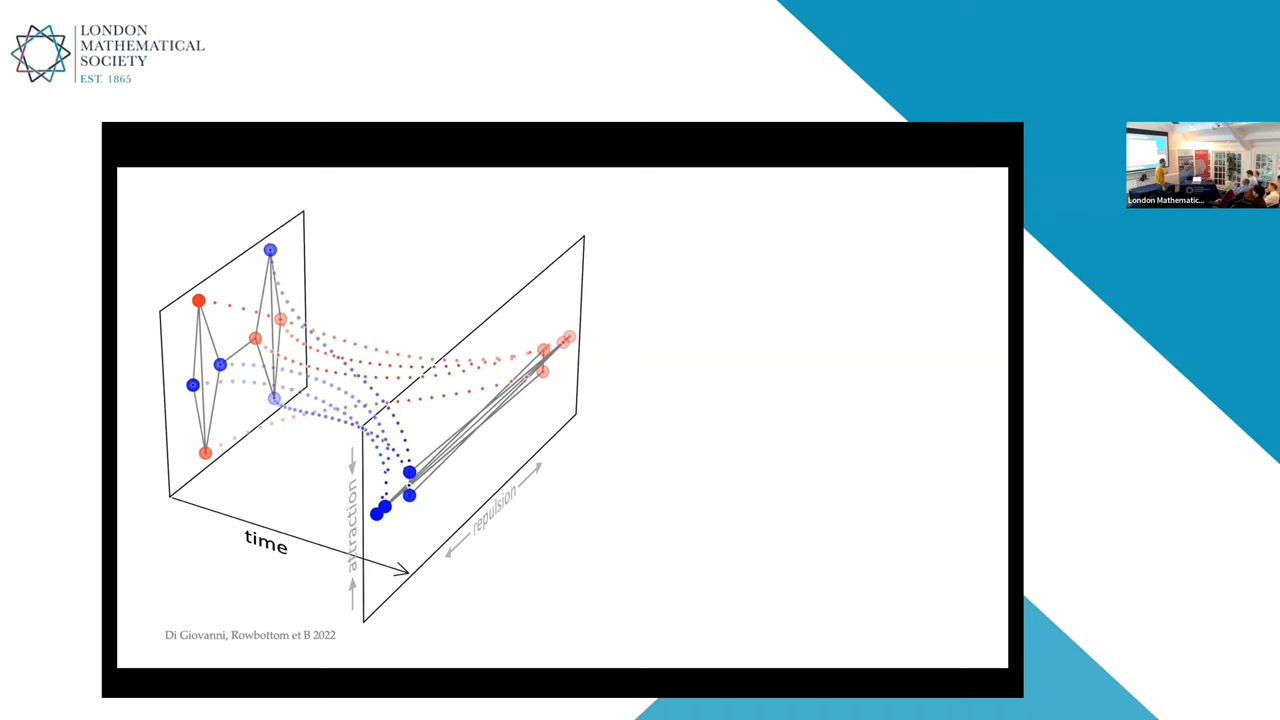 LONDON
MATHEMATICAL
SOCIETY
EST. 1865
London Mathematic...
attraction
repulsion
time
Di Giovanni, Rowbottom et B 2022